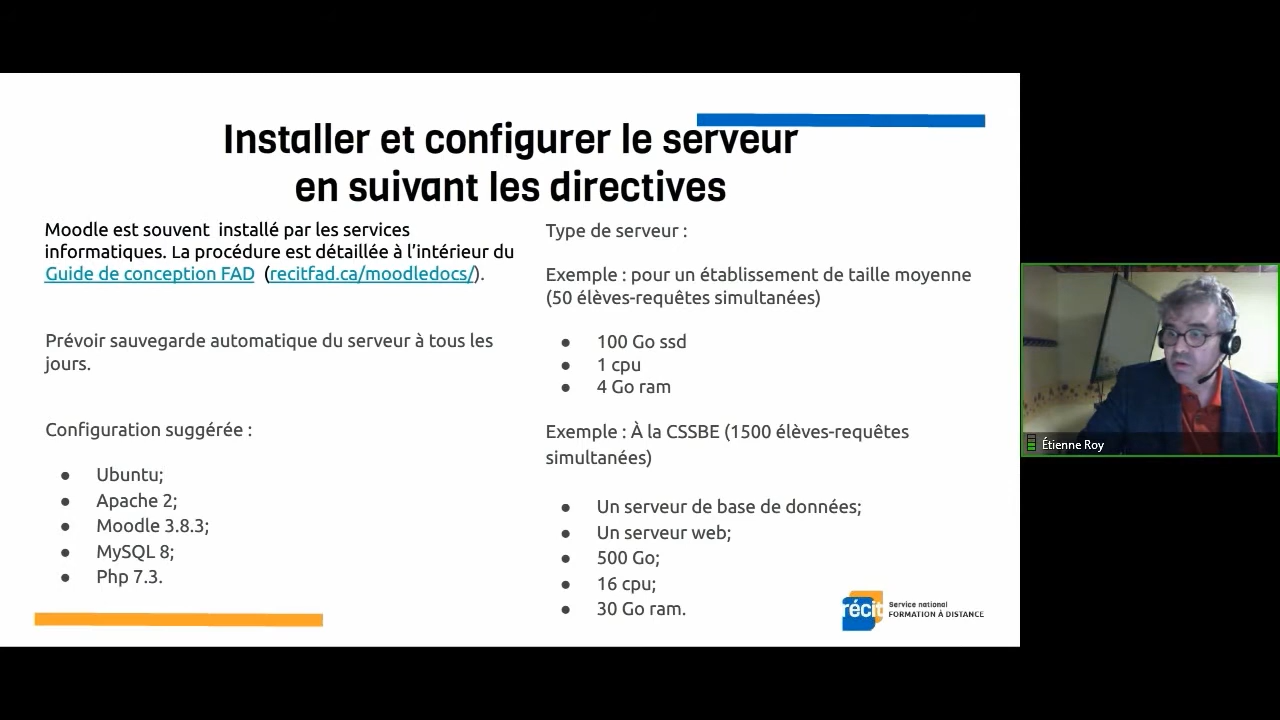 Installer et configurer le serveur
en suivant les directives
Moodle est souvent installé par les services
informatiques. La procédure est détaillée à l’intérieur du
Guide de conception FAD (recitfad.ca/moodledocs/).
Prévoir sauvegarde automatique du serveur à tous les
jours.
Configuration suggérée :
● Ubuntu;
● Apache 2;
● Moodle 3.8.3;
● MySQL 8;
● Php 7.3.
Type de serveur :
Exemple : pour un établissement de taille moyenne
(50 élèves-requêtes simultanées)
● 100 Go ssd
● 1 cpu
● 4 Go ram
Exemple : À la CSSBE (1500 élèves-requêtes
simultanées)
● Un serveur de base de données;
● Un serveur web;
● 500 Go;
● 16 cpu;
● 30 Go ram.
récit
Service national
FORMATION À DISTANCE
Étienne Roy